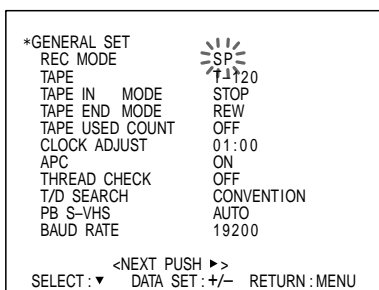 *GENERAL SET
REC MODE SP
TAPE T–120
TAPE IN MODE STOP
TAPE END MODE REW
TAPE USED COUNT OFF
CLOCK ADJUST 01:00
APC ON
THREAD CHECK OFF
T/D SEARCH CONVENTION
PB S–VHS AUTO
BAUD RATE 19200
<NEXT PUSH ►>
SELECT:▼ DATA SET:+/– RETURN:MENU